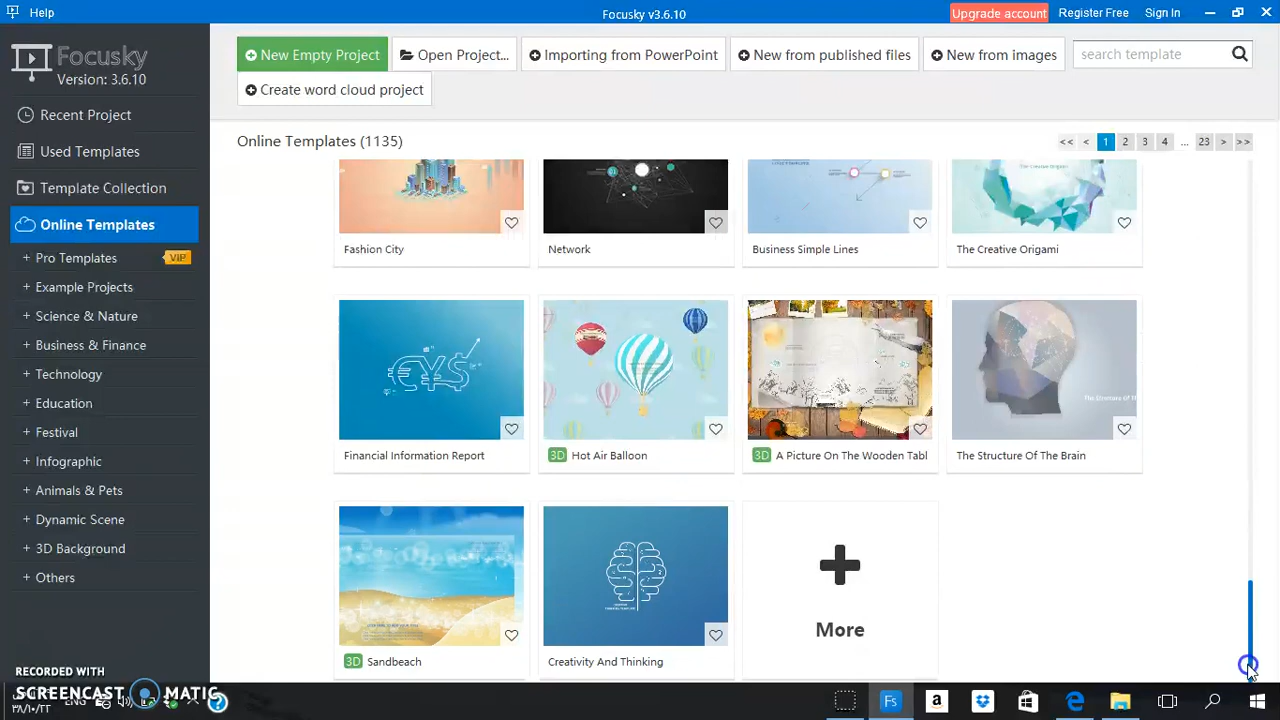 Help
Focusky v3.6.10
Upgrade account
Register Free
Sign In
Focusky
Version: 3.6.10
New Empty Project
Open Project...
Importing from PowerPoint
New from published files
New from images
search template
Create word cloud project
Recent Project
Used Templates
Template Collection
Online Templates
+ Pro Templates VIP
+ Example Projects
+ Science & Nature
+ Business & Finance
+ Technology
+ Education
+ Festival
+ Infographic
+ Animals & Pets
+ Dynamic Scene
+ 3D Background
+ Others
Online Templates (1135)
<< < 1 2 3 4 ... 23 > >>
Fashion City
Network
Business Simple Lines
The Creative Origami
Financial Information Report
3D Hot Air Balloon
3D A Picture On The Wooden Tabl
The Structure Of The Brain
3D Sandbeach
Creativity And Thinking
More
RECORDED WITH
SCREENCAST MATIC
ENG
Fs